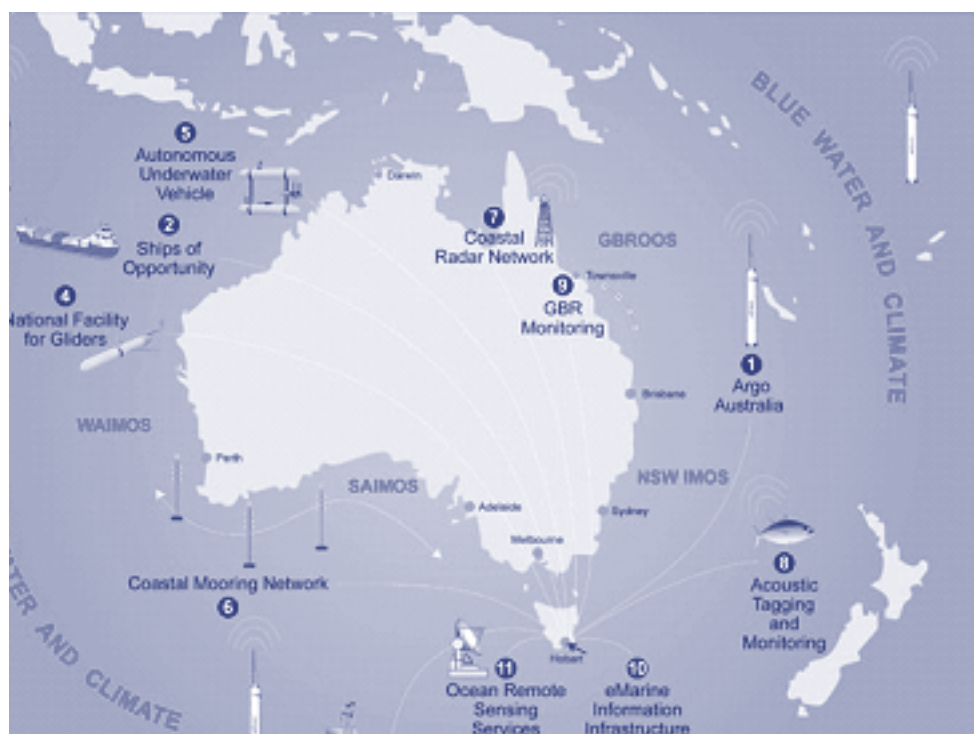 BLUE WATER AND CLIMATE
5
Autonomous
Underwater
Vehicle
Darwin
2
Ships of
Opportunity
7
Coastal
Radar Network
GBROOS
Townsville
4
National Facility
for Gliders
9
GBR
Monitoring
1
Argo
Australia
Brisbane
WAIMOS
Perth
SAIMOS
NSW IMOS
Adelaide
Sydney
Melbourne
Coastal Mooring Network
6
8
Acoustic
Tagging
and
Monitoring
Hobart
11
Ocean Remote
Sensing
Services
10
eMarine
Information
Infrastructure
ATER AND CLIMATE